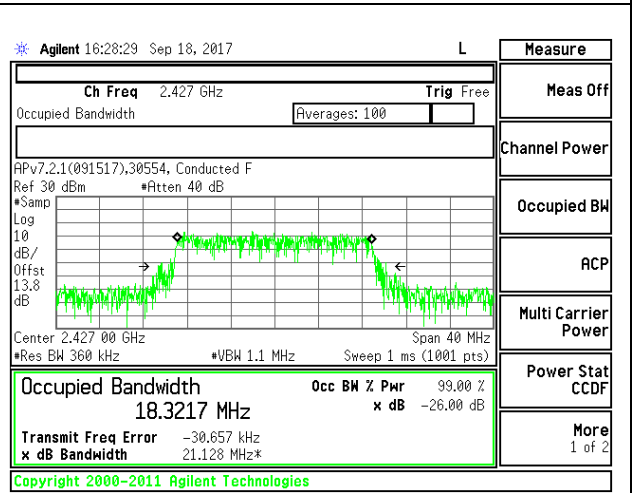 Agilent 16:28:29 Sep 18, 2017 L Measure
Ch Freq 2.427 GHz Trig Free
Occupied Bandwidth Averages: 100
Meas Off
Channel Power
Occupied BW
ACP
Multi Carrier
Power
Power Stat
CCDF
More
1 of 2
APv7.2.1(091517),30554, Conducted F
Ref 30 dBm #Atten 40 dB
#Samp
Log
10
dB/
Offst
13.8
dB
Center 2.427 00 GHz Span 40 MHz
#Res BW 360 kHz #VBW 1.1 MHz Sweep 1 ms (1001 pts)
Occupied Bandwidth Occ BW % Pwr 99.00 %
18.3217 MHz x dB -26.00 dB
Transmit Freq Error -30.657 kHz
x dB Bandwidth 21.128 MHz*
Copyright 2000-2011 Agilent Technologies